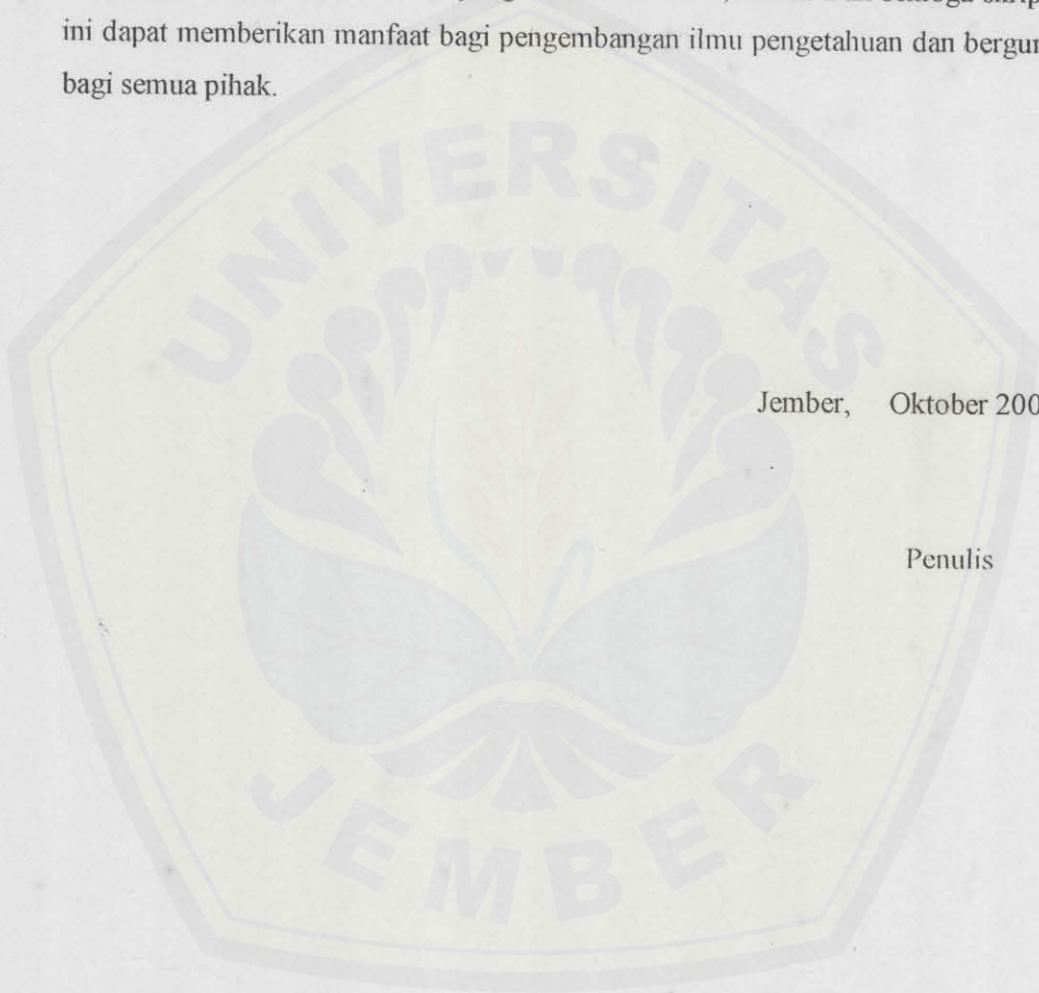 ini dapat memberikan manfaat bagi pengembangan ilmu pengetahuan dan bergun
bagi semua pihak.
UNIVERSITAS
Jember, Oktober 200
Penulis
JEMBER